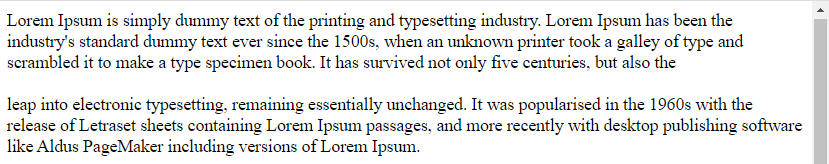 Lorem Ipsum is simply dummy text of the printing and typesetting industry. Lorem Ipsum has been the
industry's standard dummy text ever since the 1500s, when an unknown printer took a galley of type and
scrambled it to make a type specimen book. It has survived not only five centuries, but also the
leap into electronic typesetting, remaining essentially unchanged. It was popularised in the 1960s with the
release of Letraset sheets containing Lorem Ipsum passages, and more recently with desktop publishing software
like Aldus PageMaker including versions of Lorem Ipsum.